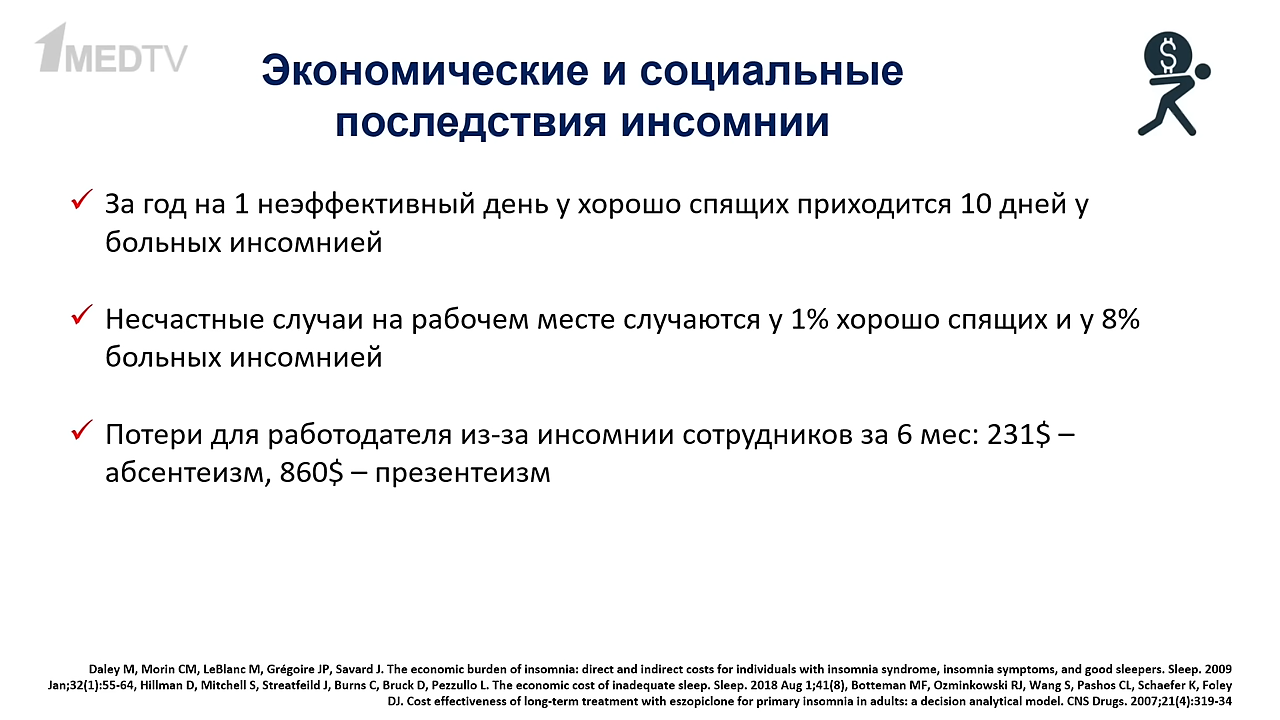 1MEDTV
Экономические и социальные
последствия инсомнии
$
✓ За год на 1 неэффективный день у хорошо спящих приходится 10 дней у
больных инсомнией
✓ Несчастные случаи на рабочем месте случаются у 1% хорошо спящих и у 8%
больных инсомнией
✓ Потери для работодателя из-за инсомнии сотрудников за 6 мес: 231$ –
абсентеизм, 860$ – презентеизм
Daley M, Morin CM, LeBlanc M, Grégoire JP, Savard J. The economic burden of insomnia: direct and indirect costs for individuals with insomnia syndrome, insomnia symptoms, and good sleepers. Sleep. 2009
Jan;32(1):55-64, Hillman D, Mitchell S, Streatfeild J, Burns C, Bruck D, Pezzullo L. The economic cost of inadequate sleep. Sleep. 2018 Aug 1;41(8), Botteman MF, Ozminkowski RJ, Wang S, Pashos CL, Schaefer K, Foley
DJ. Cost effectiveness of long-term treatment with eszopiclone for primary insomnia in adults: a decision analytical model. CNS Drugs. 2007;21(4):319-34